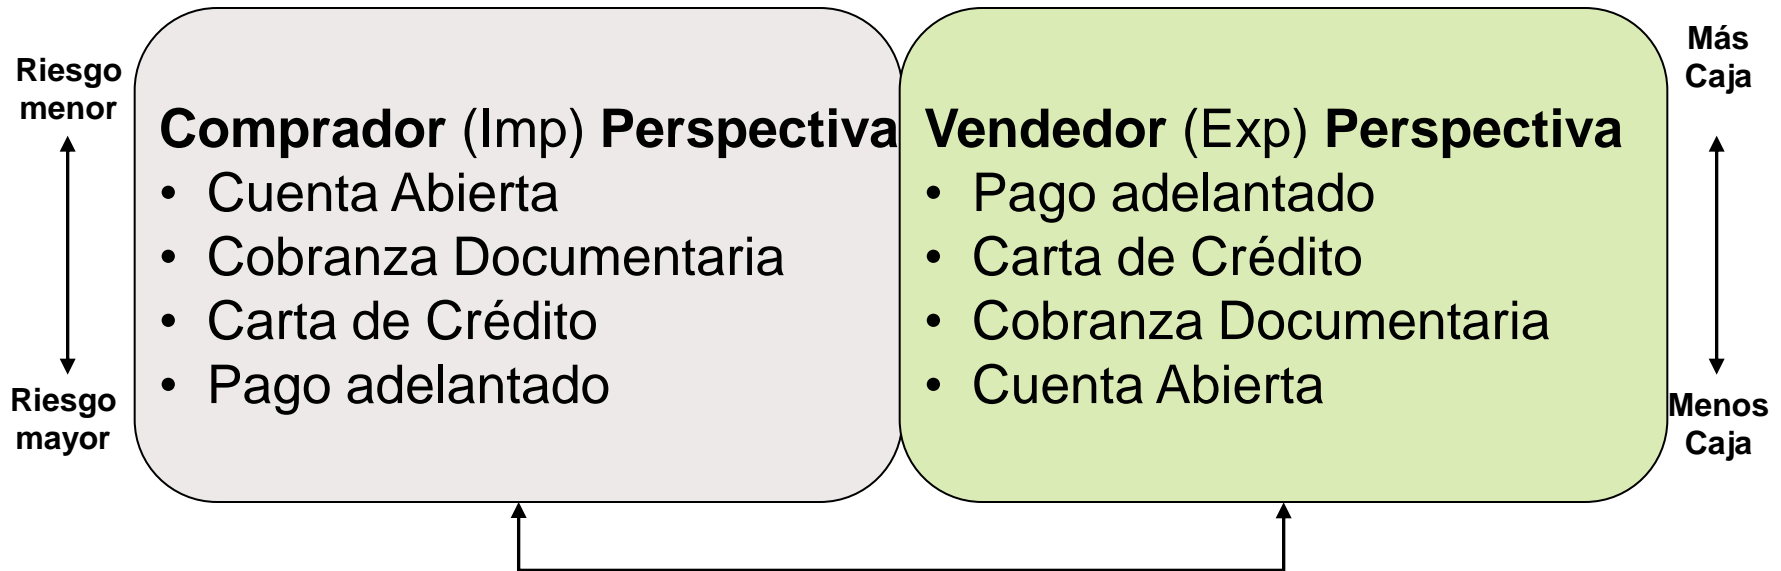 Riesgo
menor
Riesgo
mayor
Comprador (Imp) Perspectiva
• Cuenta Abierta
• Cobranza Documentaria
• Carta de Crédito
• Pago adelantado
Vendedor (Exp) Perspectiva
• Pago adelantado
• Carta de Crédito
• Cobranza Documentaria
• Cuenta Abierta
Más
Caja
Menos
Caja